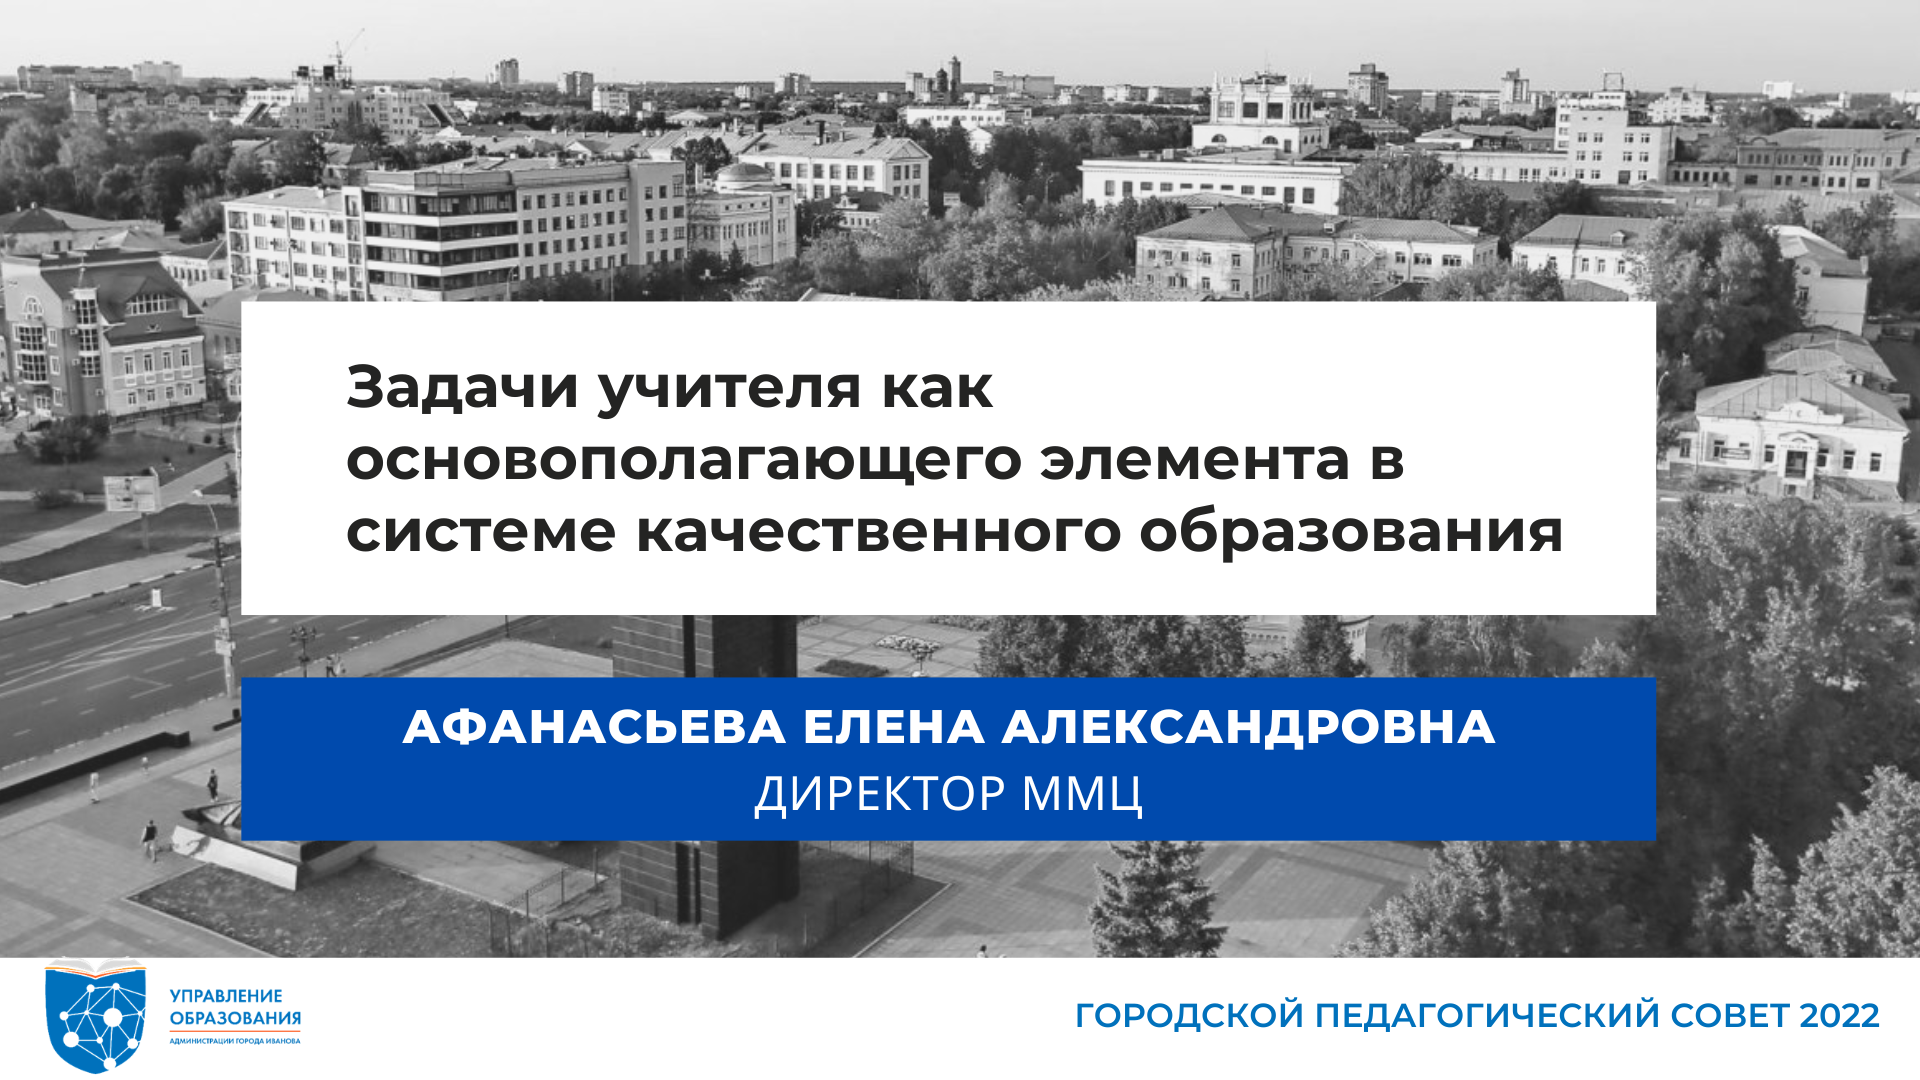 Задачи учителя как
основополагающего элемента в
системе качественного образования
АФАНАСЬЕВА ЕЛЕНА АЛЕКСАНДРОВНА
ДИРЕКТОР ММЦ
УПРАВЛЕНИЕ
ОБРАЗОВАНИЯ
АДМИНИСТРАЦИИ ГОРОДА ИВАНОВА
ГОРОДСКОЙ ПЕДАГОГИЧЕСКИЙ СОВЕТ 2022